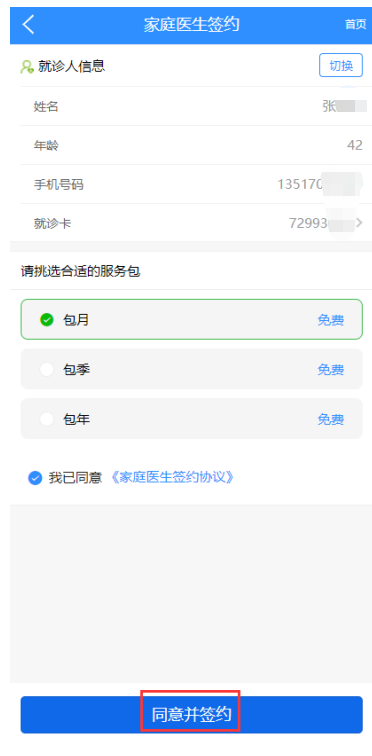 家庭医生签约 首页
就诊人信息 切换
姓名 张
年龄 42
手机号码 13517
就诊卡 72993
请挑选合适的服务包
包月 免费
包季 免费
包年 免费
我已同意《家庭医生签约协议》
同意并签约